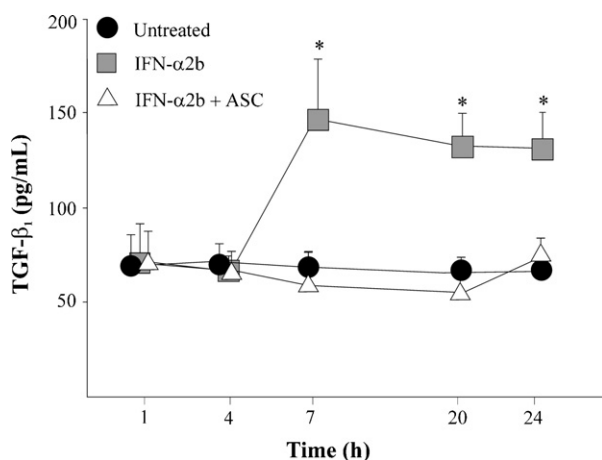 200
150
100
50
TGF-β₁ (pg/mL)
Untreated
IFN-α2b
IFN-α2b + ASC
*
*
*
1
4
7
20
24
Time (h)